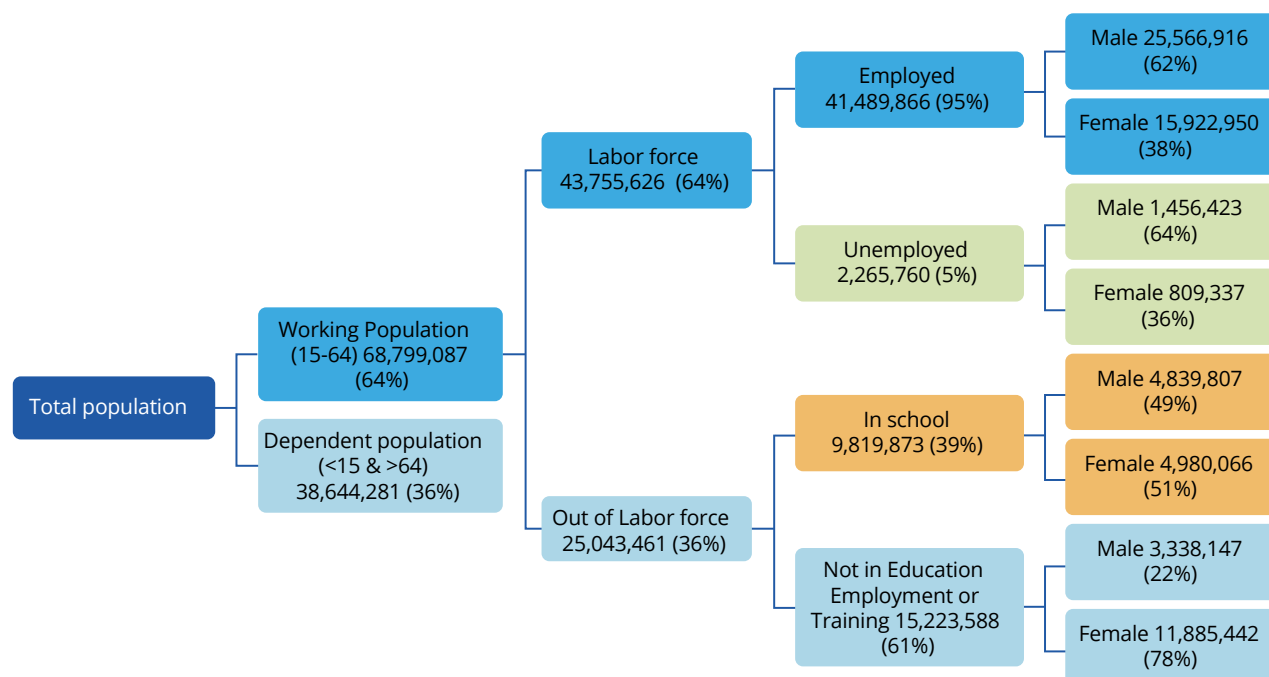 Total population
Working Population
(15-64) 68,799,087
(64%)
Dependent population
(<15 & >64)
38,644,281 (36%)
Labor force
43,755,626 (64%)
Out of Labor force
25,043,461 (36%)
Employed
41,489,866 (95%)
Unemployed
2,265,760 (5%)
In school
9,819,873 (39%)
Not in Education
Employment or
Training 15,223,588
(61%)
Male 25,566,916
(62%)
Female 15,922,950
(38%)
Male 1,456,423
(64%)
Female 809,337
(36%)
Male 4,839,807
(49%)
Female 4,980,066
(51%)
Male 3,338,147
(22%)
Female 11,885,442
(78%)